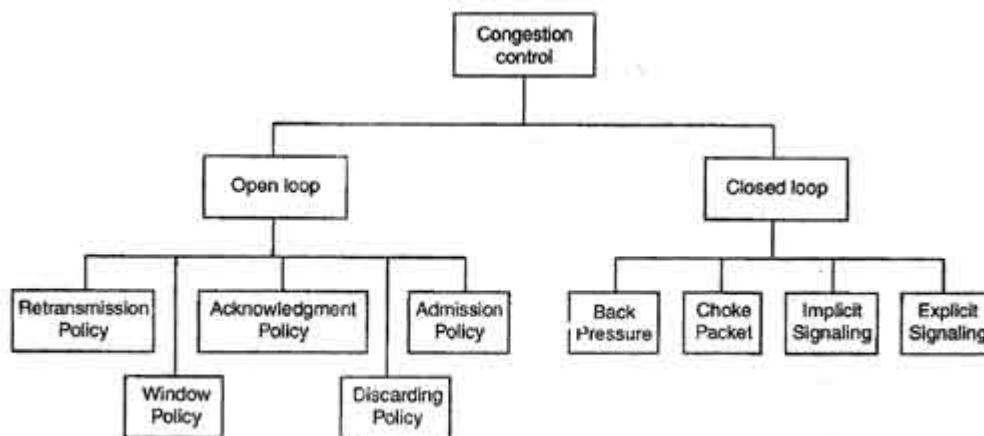 Congestion
control
Open loop
Closed loop
Retransmission
Policy
Acknowledgment
Policy
Admission
Policy
Back
Pressure
Choke
Packet
Implicit
Signaling
Explicit
Signaling
Window
Policy
Discarding
Policy